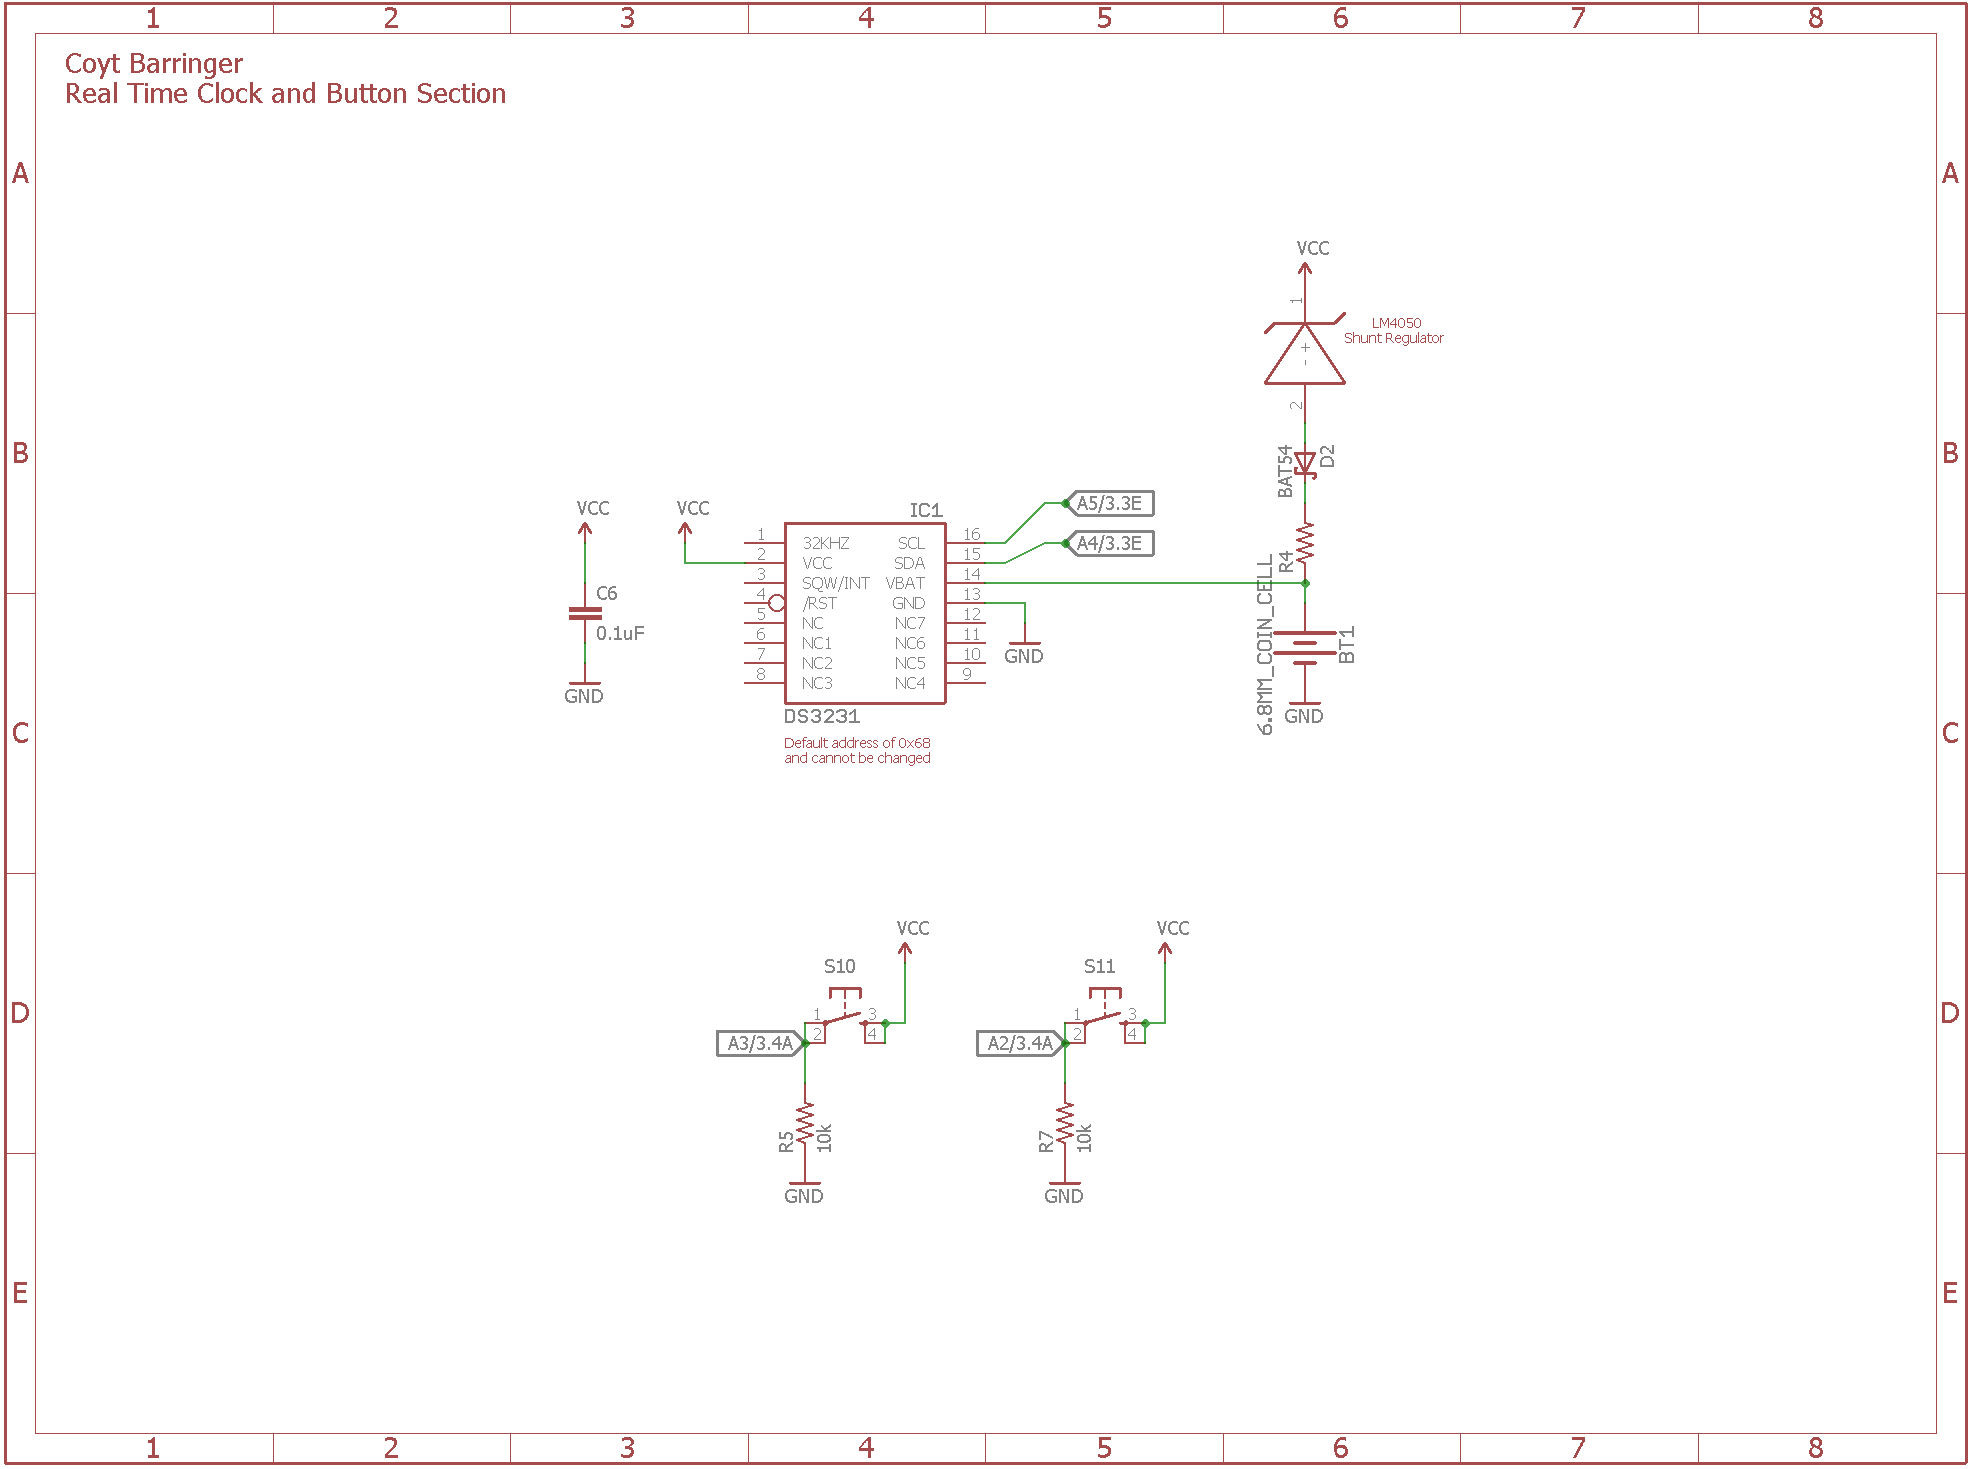 1 2 3 4 5 6 7 8
Coyt Barringer
Real Time Clock and Button Section
A A
B B
C C
D D
E E
VCC
1
LM4050
Shunt Regulator
+
-
2
BAT54
D2
R4
6.8MM_COIN_CELL
BT1
GND
VCC
C6
0.1uF
GND
VCC
IC1
1 32KHZ SCL 16
2 VCC SDA 15
3 SQW/INT VBAT 14
4 /RST GND 13
5 NC NC7 12
6 NC1 NC6 11
7 NC2 NC5 10
8 NC3 NC4 9
DS3231
Default address of 0x68
and cannot be changed
A5/3.3E
A4/3.3E
GND
VCC
S10
1 3
2 4
A3/3.4A
R5
10k
GND
VCC
S11
1 3
2 4
A2/3.4A
R7
10k
GND
1 2 3 4 5 6 7 8